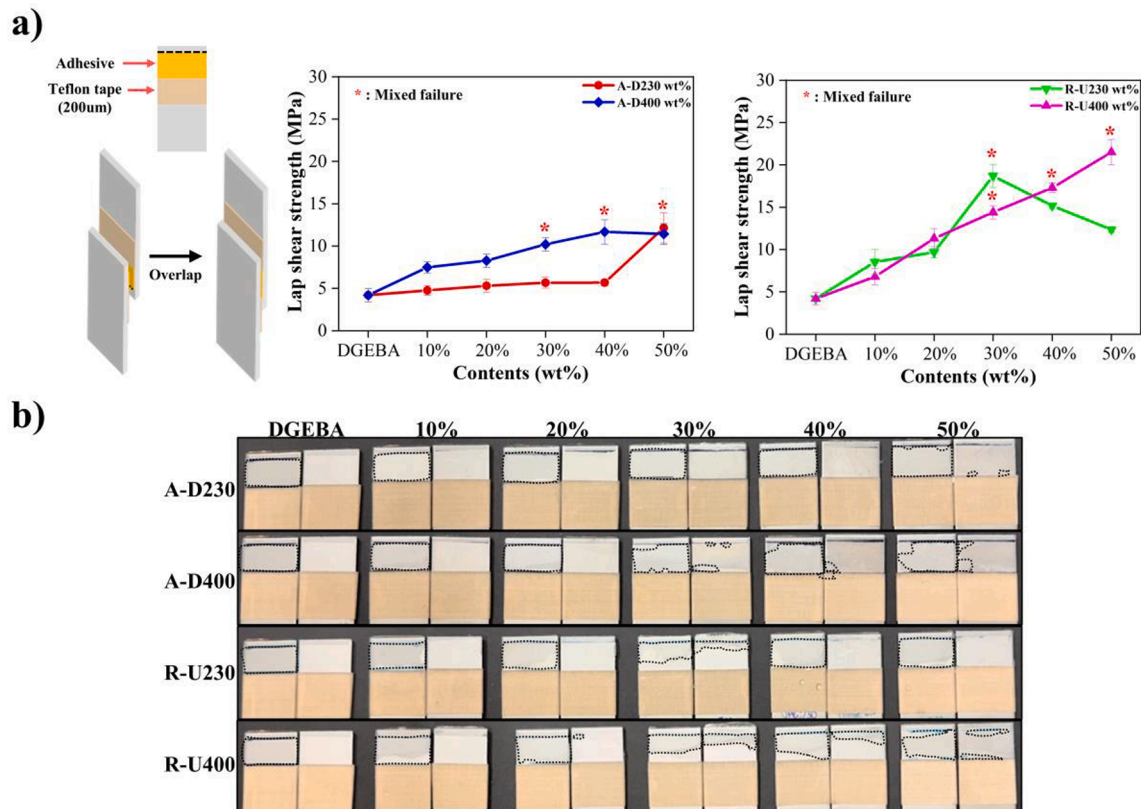 a)
Adhesive
Teflon tape
(200um)
Overlap
Lap shear strength (MPa)
30
25
20
15
10
5
0
* : Mixed failure
A-D230 wt%
A-D400 wt%
*
*
*
DGEBA 10% 20% 30% 40% 50%
Contents (wt%)
Lap shear strength (MPa)
30
25
20
15
10
5
0
* : Mixed failure
R-U230 wt%
R-U400 wt%
*
*
*
*
DGEBA 10% 20% 30% 40% 50%
Contents (wt%)
b)
DGEBA 10% 20% 30% 40% 50%
A-D230
A-D400
R-U230
R-U400